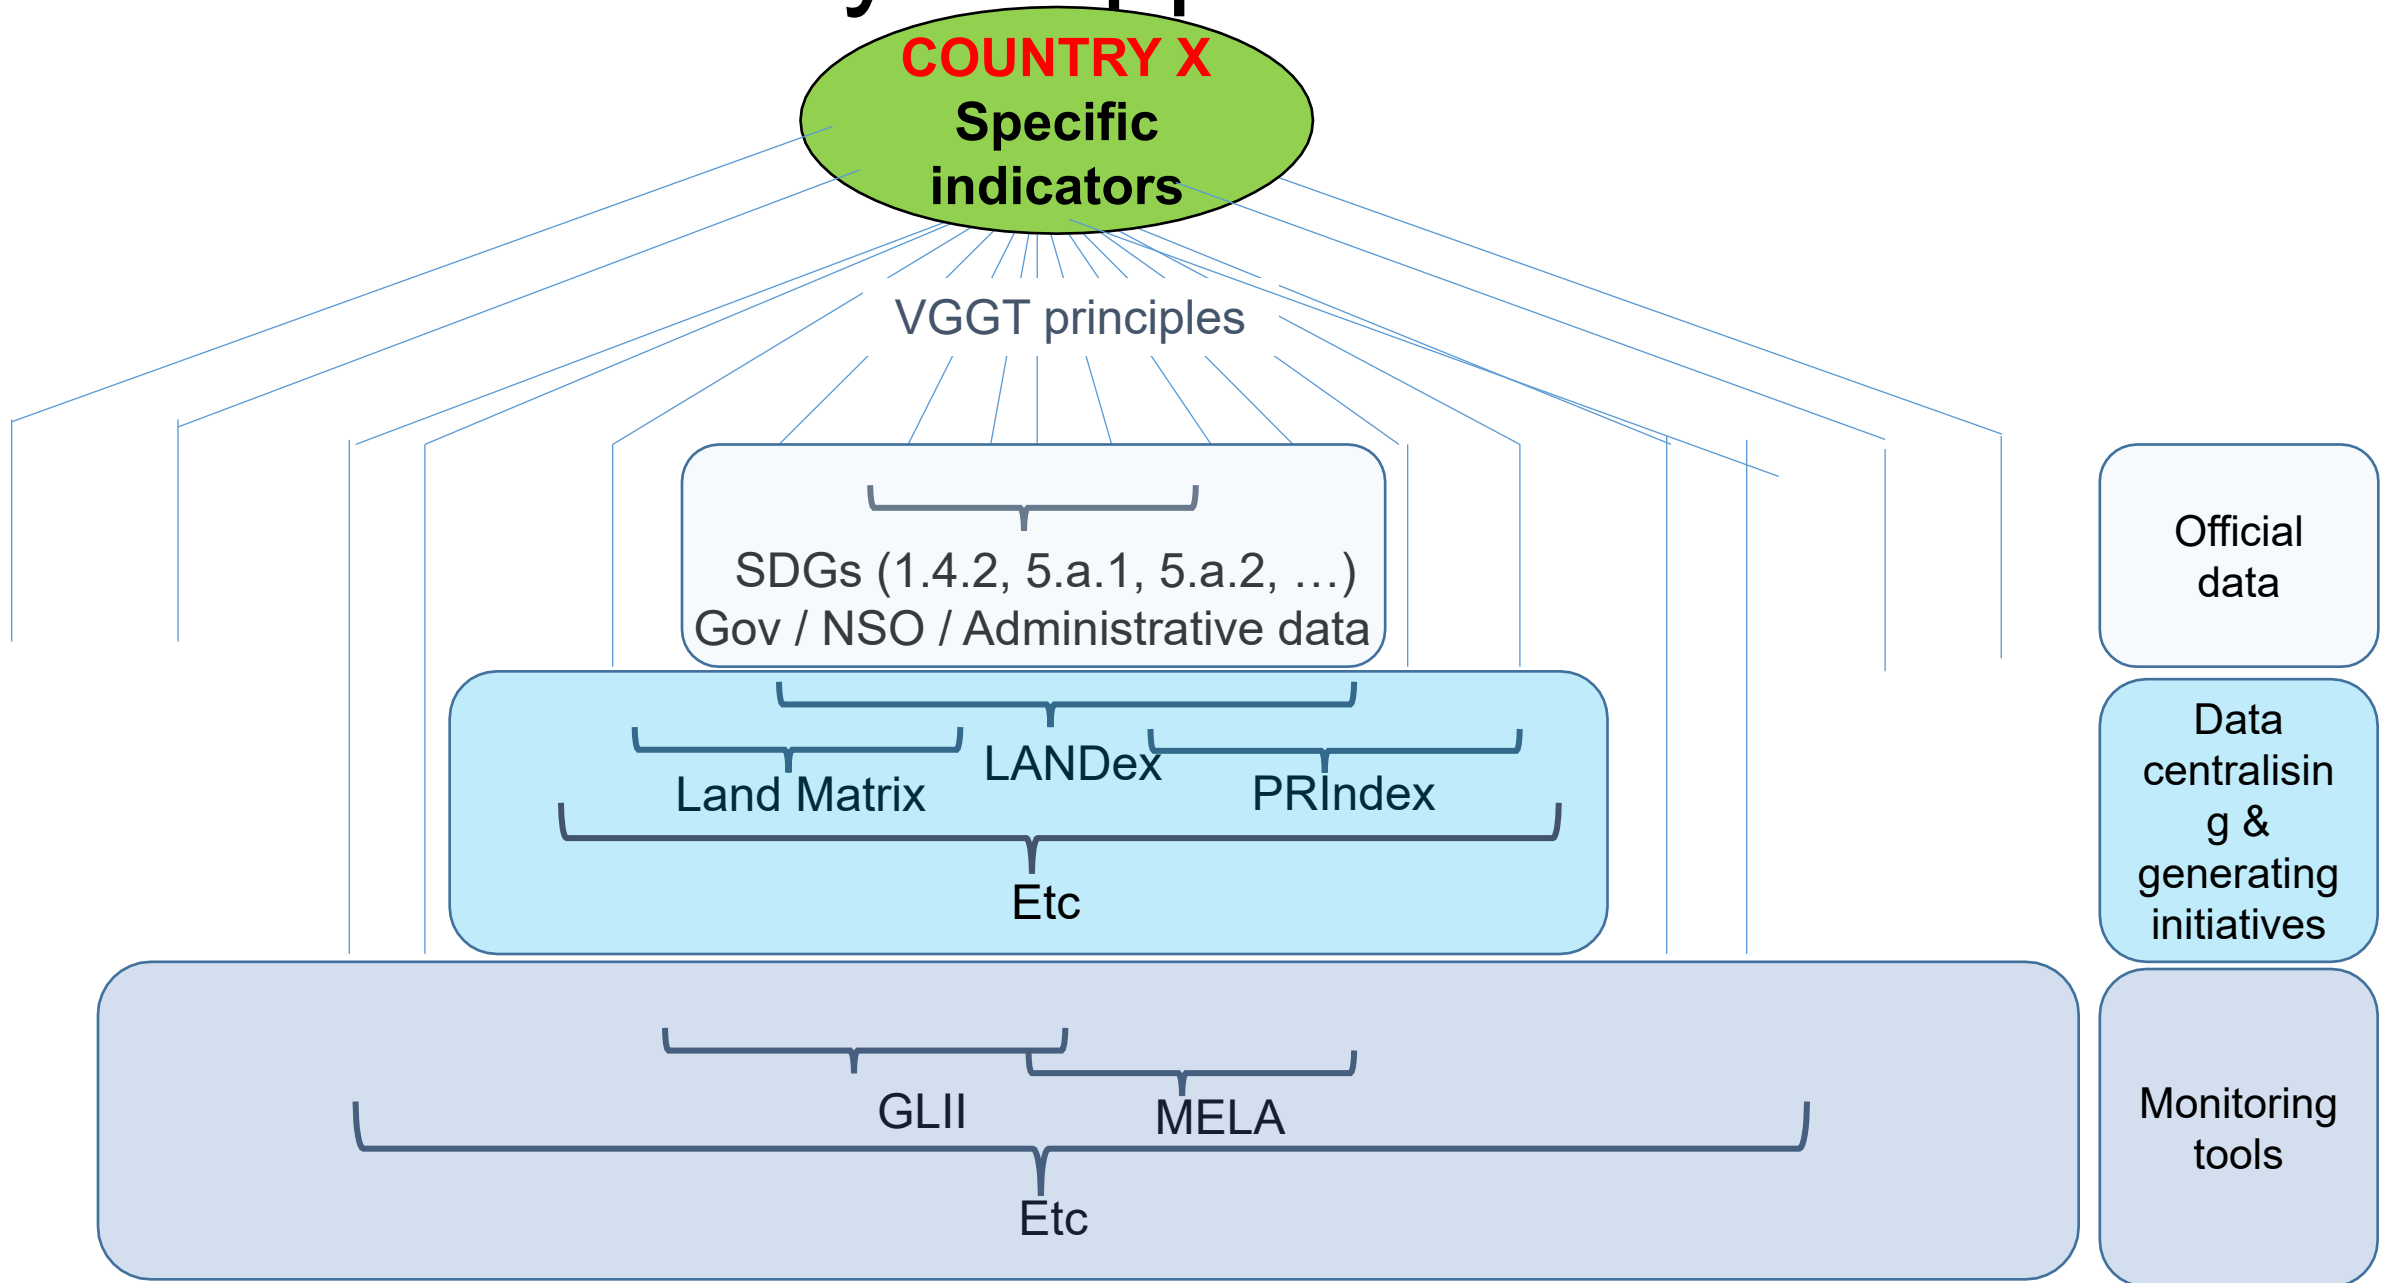 COUNTRY X
Specific
indicators
VGGT principles
SDGs (1.4.2, 5.a.1, 5.a.2, …)
Gov / NSO / Administrative data
Official
data
LANDex
Land Matrix
PRIndex
Etc
Data
centralisin
g &
generating
initiatives
GLII
MELA
Etc
Monitoring
tools